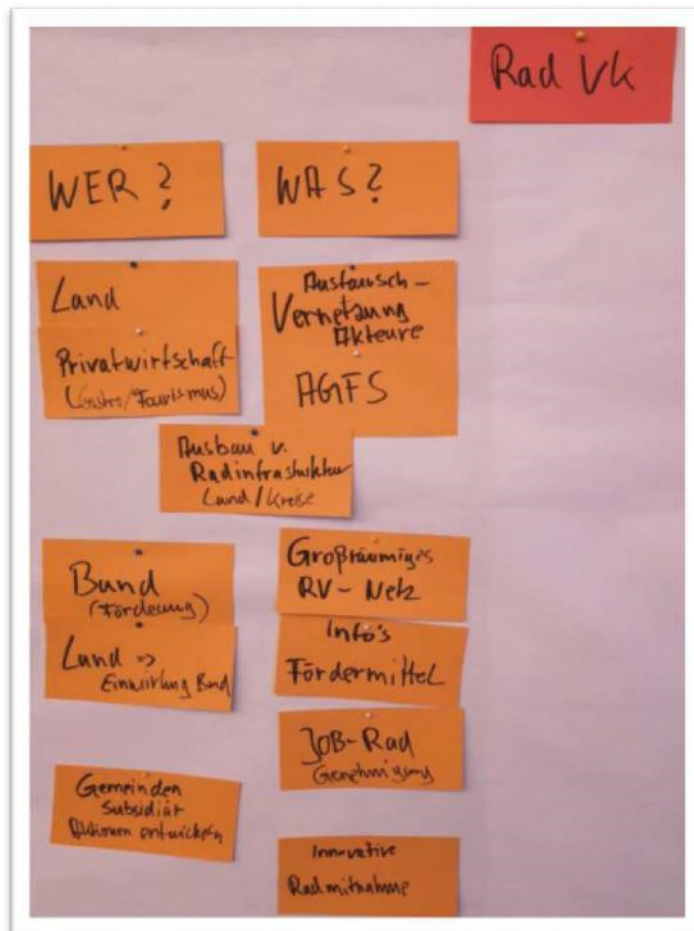 Rad Vk
WER?
WAS?
Land
Privatwirtschaft
(Gastro/Tourismus)
Austausch-
Vernetzung
Akteure
AGFS
Ausbau v.
Radinfrastruktur
Land/Kreise
Bund
(Förderung)
Land =>
Einwirkung Bund
Gemeinden
Subsidiär
Aktionen entwickeln
Großräumiges
RV-Netz
Info's
Fördermittel
JOB-Rad
Genehmigung
Innovative
Radmitnahme